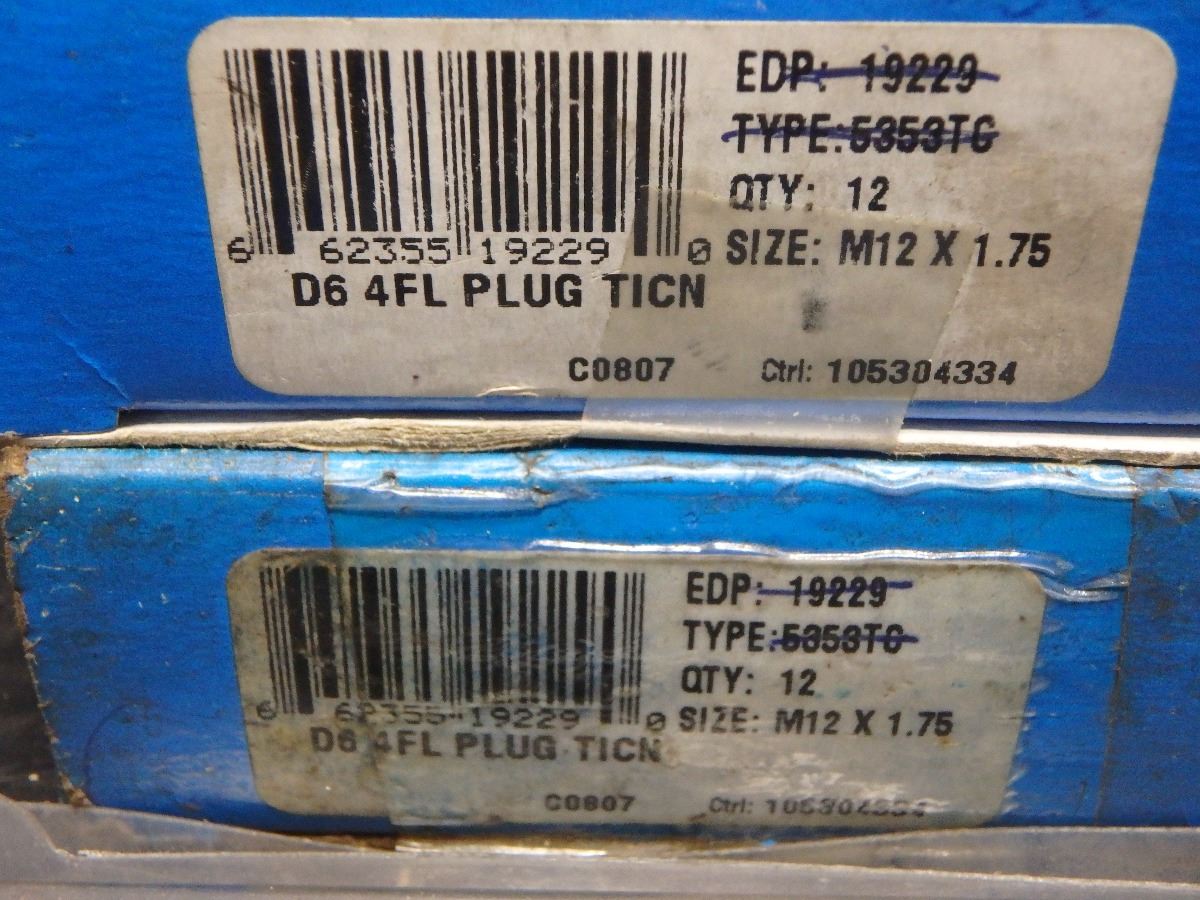 EDP: 19229
TYPE:5353TG
QTY: 12
6 62355 19229 0
SIZE: M12 X 1.75
D6 4FL PLUG TICN
C0807 Ctrl: 105304334
EDP: 19229
TYPE:5353TG
QTY: 12
6 62355 19229 0
SIZE: M12 X 1.75
D6 4FL PLUG TICN
C0807 Ctrl: 105304334